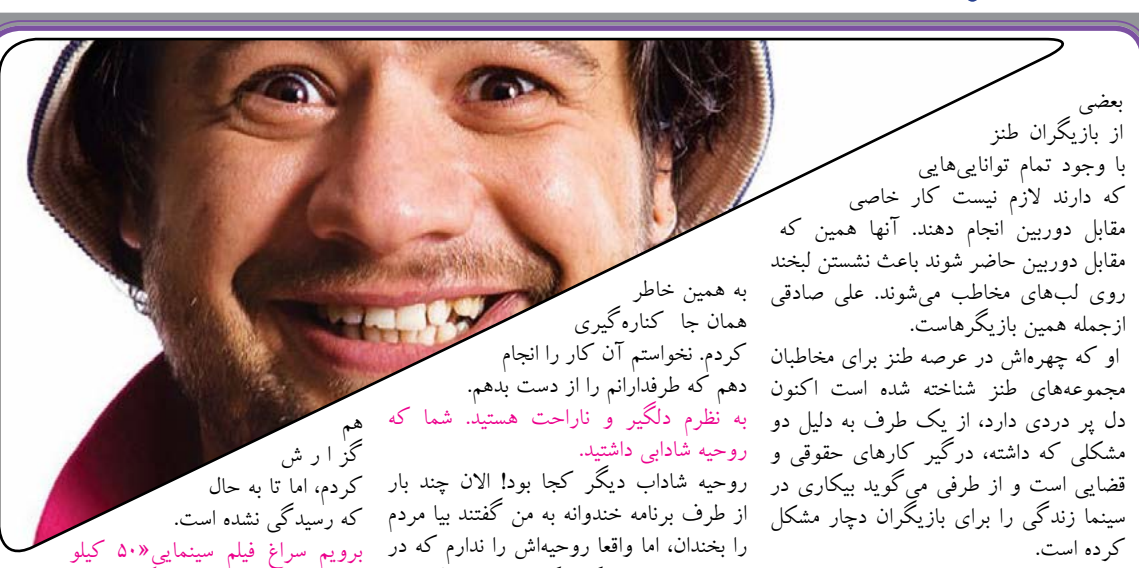 بعضی
از بازیگران طنز
با وجود تمام توانایی‌هایی
که دارند لازم نیست کار خاصی
مقابل دوربین انجام دهند. آنها همین که
مقابل دوربین حاضر شوند باعث نشستن لبخند
روی لب‌های مخاطب می‌شوند. علی صادقی
ازجمله همین بازیگرهاست.
او که چهره‌اش در عرصه طنز برای مخاطبان
مجموعه‌های طنز شناخته شده است اکنون
دل پر دردی دارد، از یک طرف به دلیل دو
مشکلی که داشته، درگیر کارهای حقوقی و
قضایی است و از طرفی می‌گوید بیکاری در
سینما زندگی را برای بازیگران دچار مشکل
کرده است.
به همین خاطر
همان جا کناره‌گیری
کردم. نخواستم آن کار را انجام
دهم که طرفدارانم را از دست بدهم.
به نظرم دلگیر و ناراحت هستید. شما که
روحیه شادابی داشتید.
روحیه شاداب دیگر کجا بود! الان چند بار
از طرف برنامه خندوانه به من گفتند بیا مردم
را بخندان، اما واقعا روحیه‌اش را ندارم که در
هم
گزارش
کردم، اما تا به حال
که رسیدگی نشده است.
برویم سراغ فیلم سینمایی«۵۰ کیلو